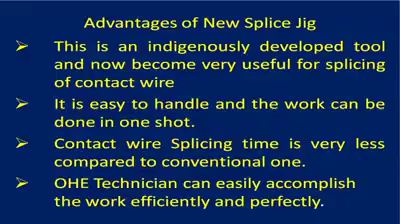 Advantages of New Splice Jig
➢ This is an indigenously developed tool
and now become very useful for splicing
of contact wire
➢ It is easy to handle and the work can be
done in one shot.
➢ Contact wire Splicing time is very less
compared to conventional one.
➢ OHE Technician can easily accomplish
the work efficiently and perfectly.